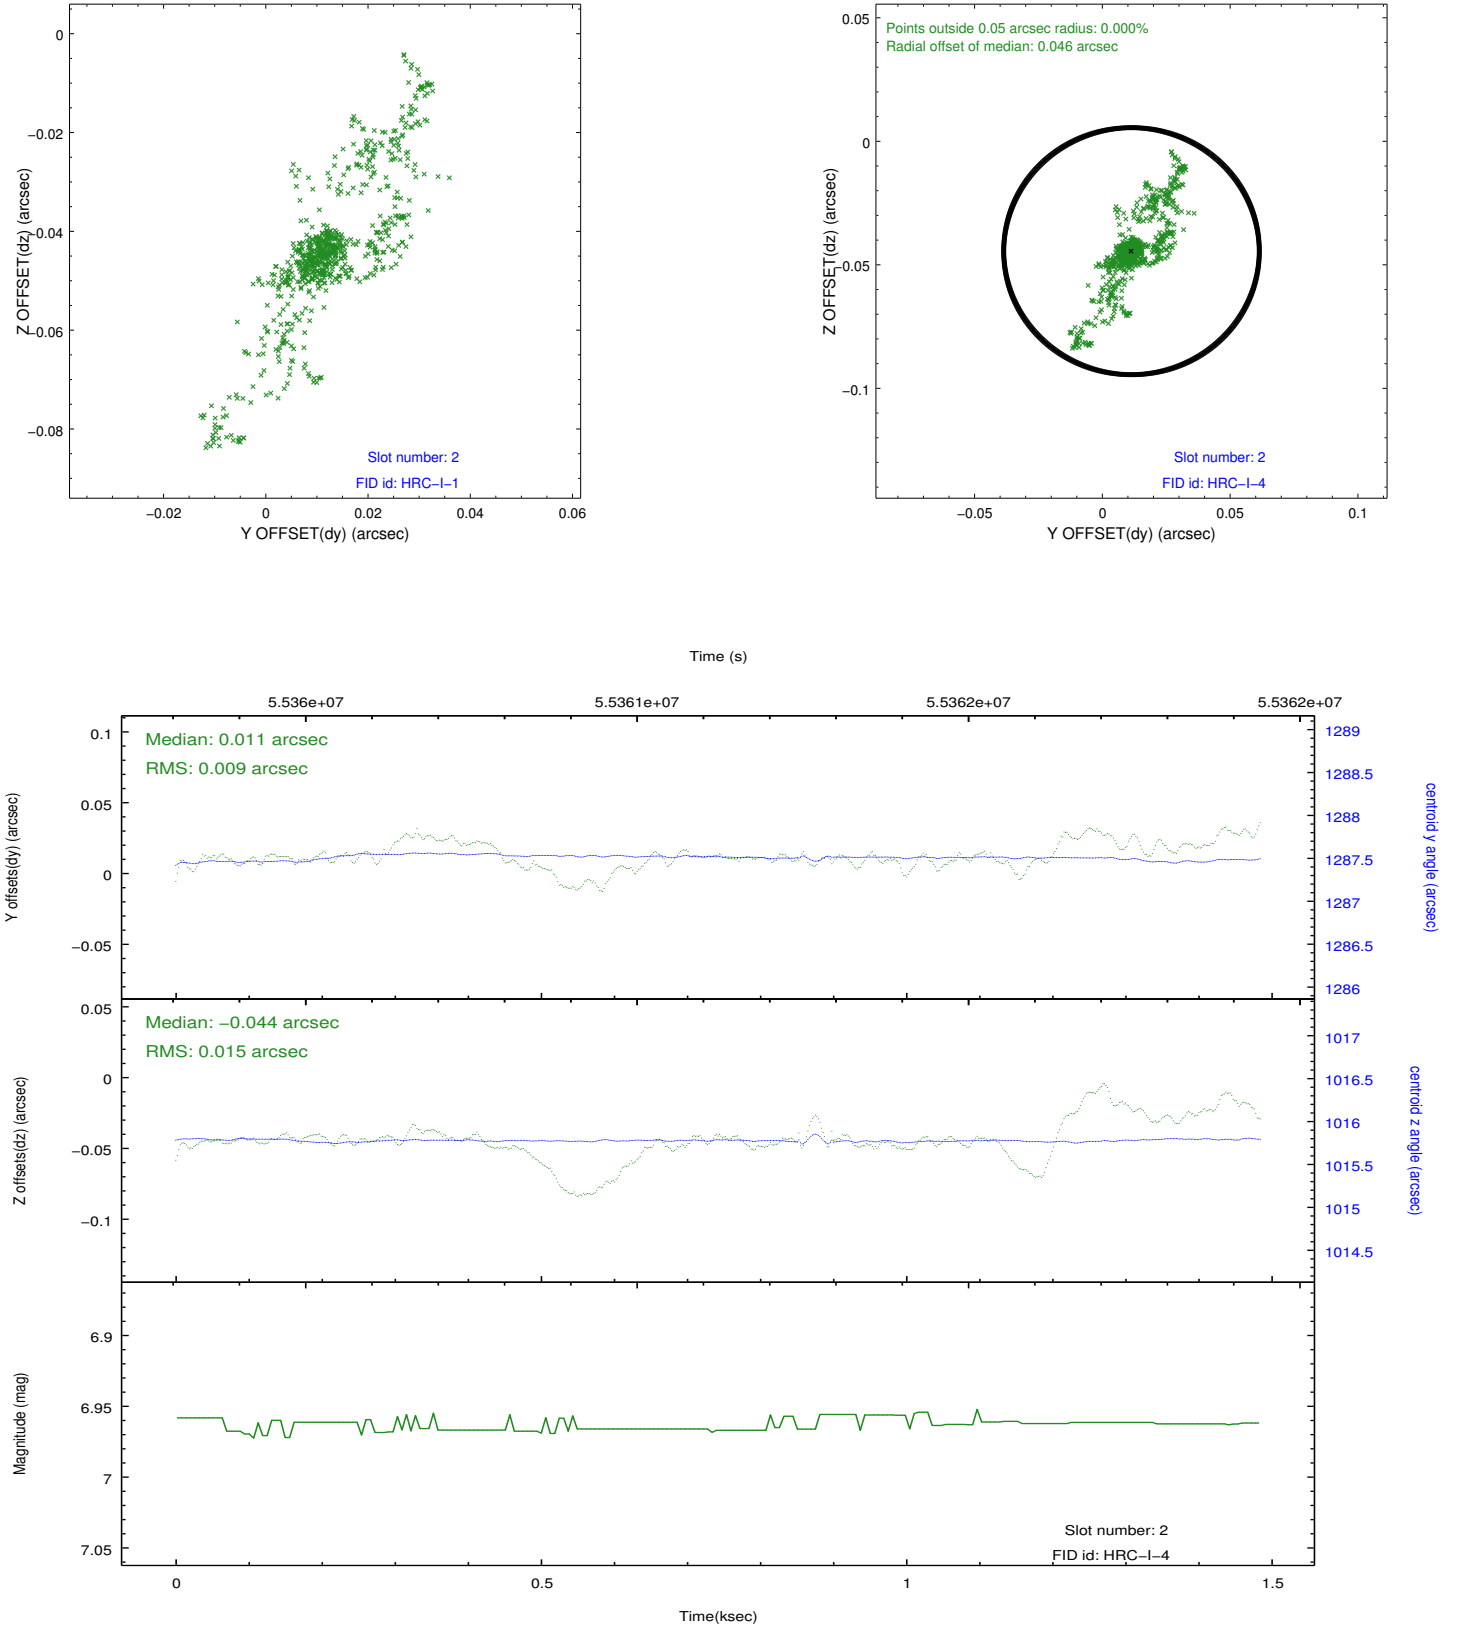 0
−0.02
−0.04
−0.06
−0.08
Z OFFSET(dz) (arcsec)
Slot number: 2
FID id: HRC−I−1
−0.02
0
0.02
0.04
0.06
Y OFFSET(dy) (arcsec)
0.05
0
−0.05
−0.1
Z OFFSET(dz) (arcsec)
Points outside 0.05 arcsec radius: 0.000%
Radial offset of median: 0.046 arcsec
Slot number: 2
FID id: HRC−I−4
−0.05
0
0.05
0.1
Y OFFSET(dy) (arcsec)
Time (s)
5.536e+07
5.5361e+07
5.5362e+07
5.5362e+07
0.1
0.05
0
−0.05
Y offsets(dy) (arcsec)
Median: 0.011 arcsec
RMS: 0.009 arcsec
1289
1288.5
1288
1287.5
1287
1286.5
1286
centroid y angle (arcsec)
0.05
0
−0.05
−0.1
Z offsets(dz) (arcsec)
Median: −0.044 arcsec
RMS: 0.015 arcsec
1017
1016.5
1016
1015.5
1015
1014.5
centroid z angle (arcsec)
6.9
6.95
7
7.05
Magnitude (mag)
Slot number: 2
FID id: HRC−I−4
0
0.5
1
1.5
Time(ksec)